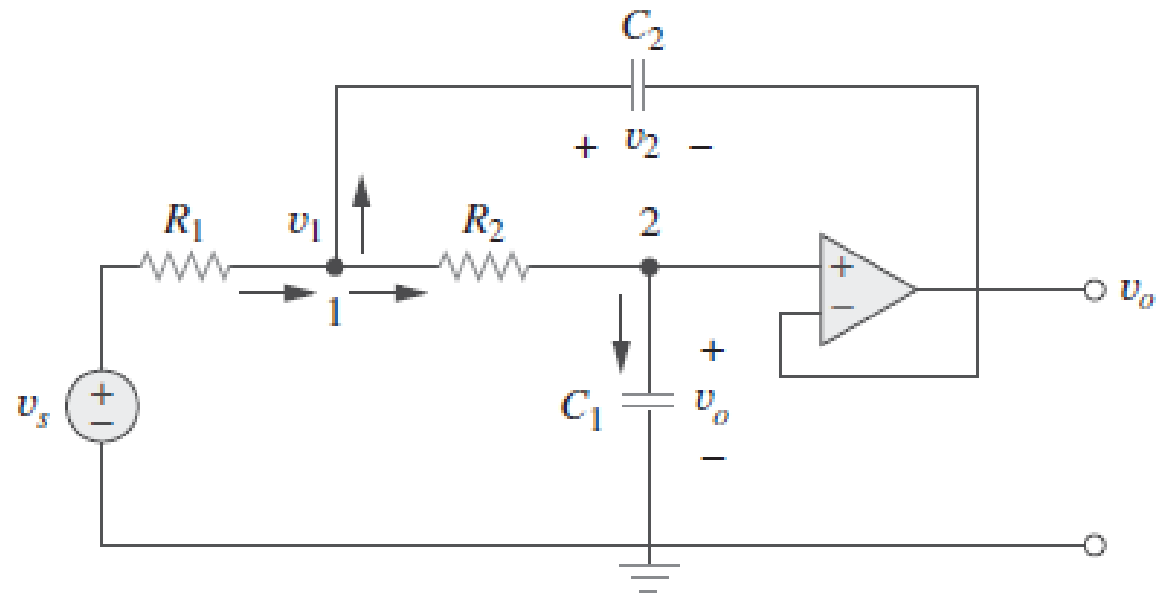 C₂
+ v₂ −
R₁ v₁ R₂ 2
1
+
−
vₒ
+
−
vₛ
C₁
+
vₒ
−